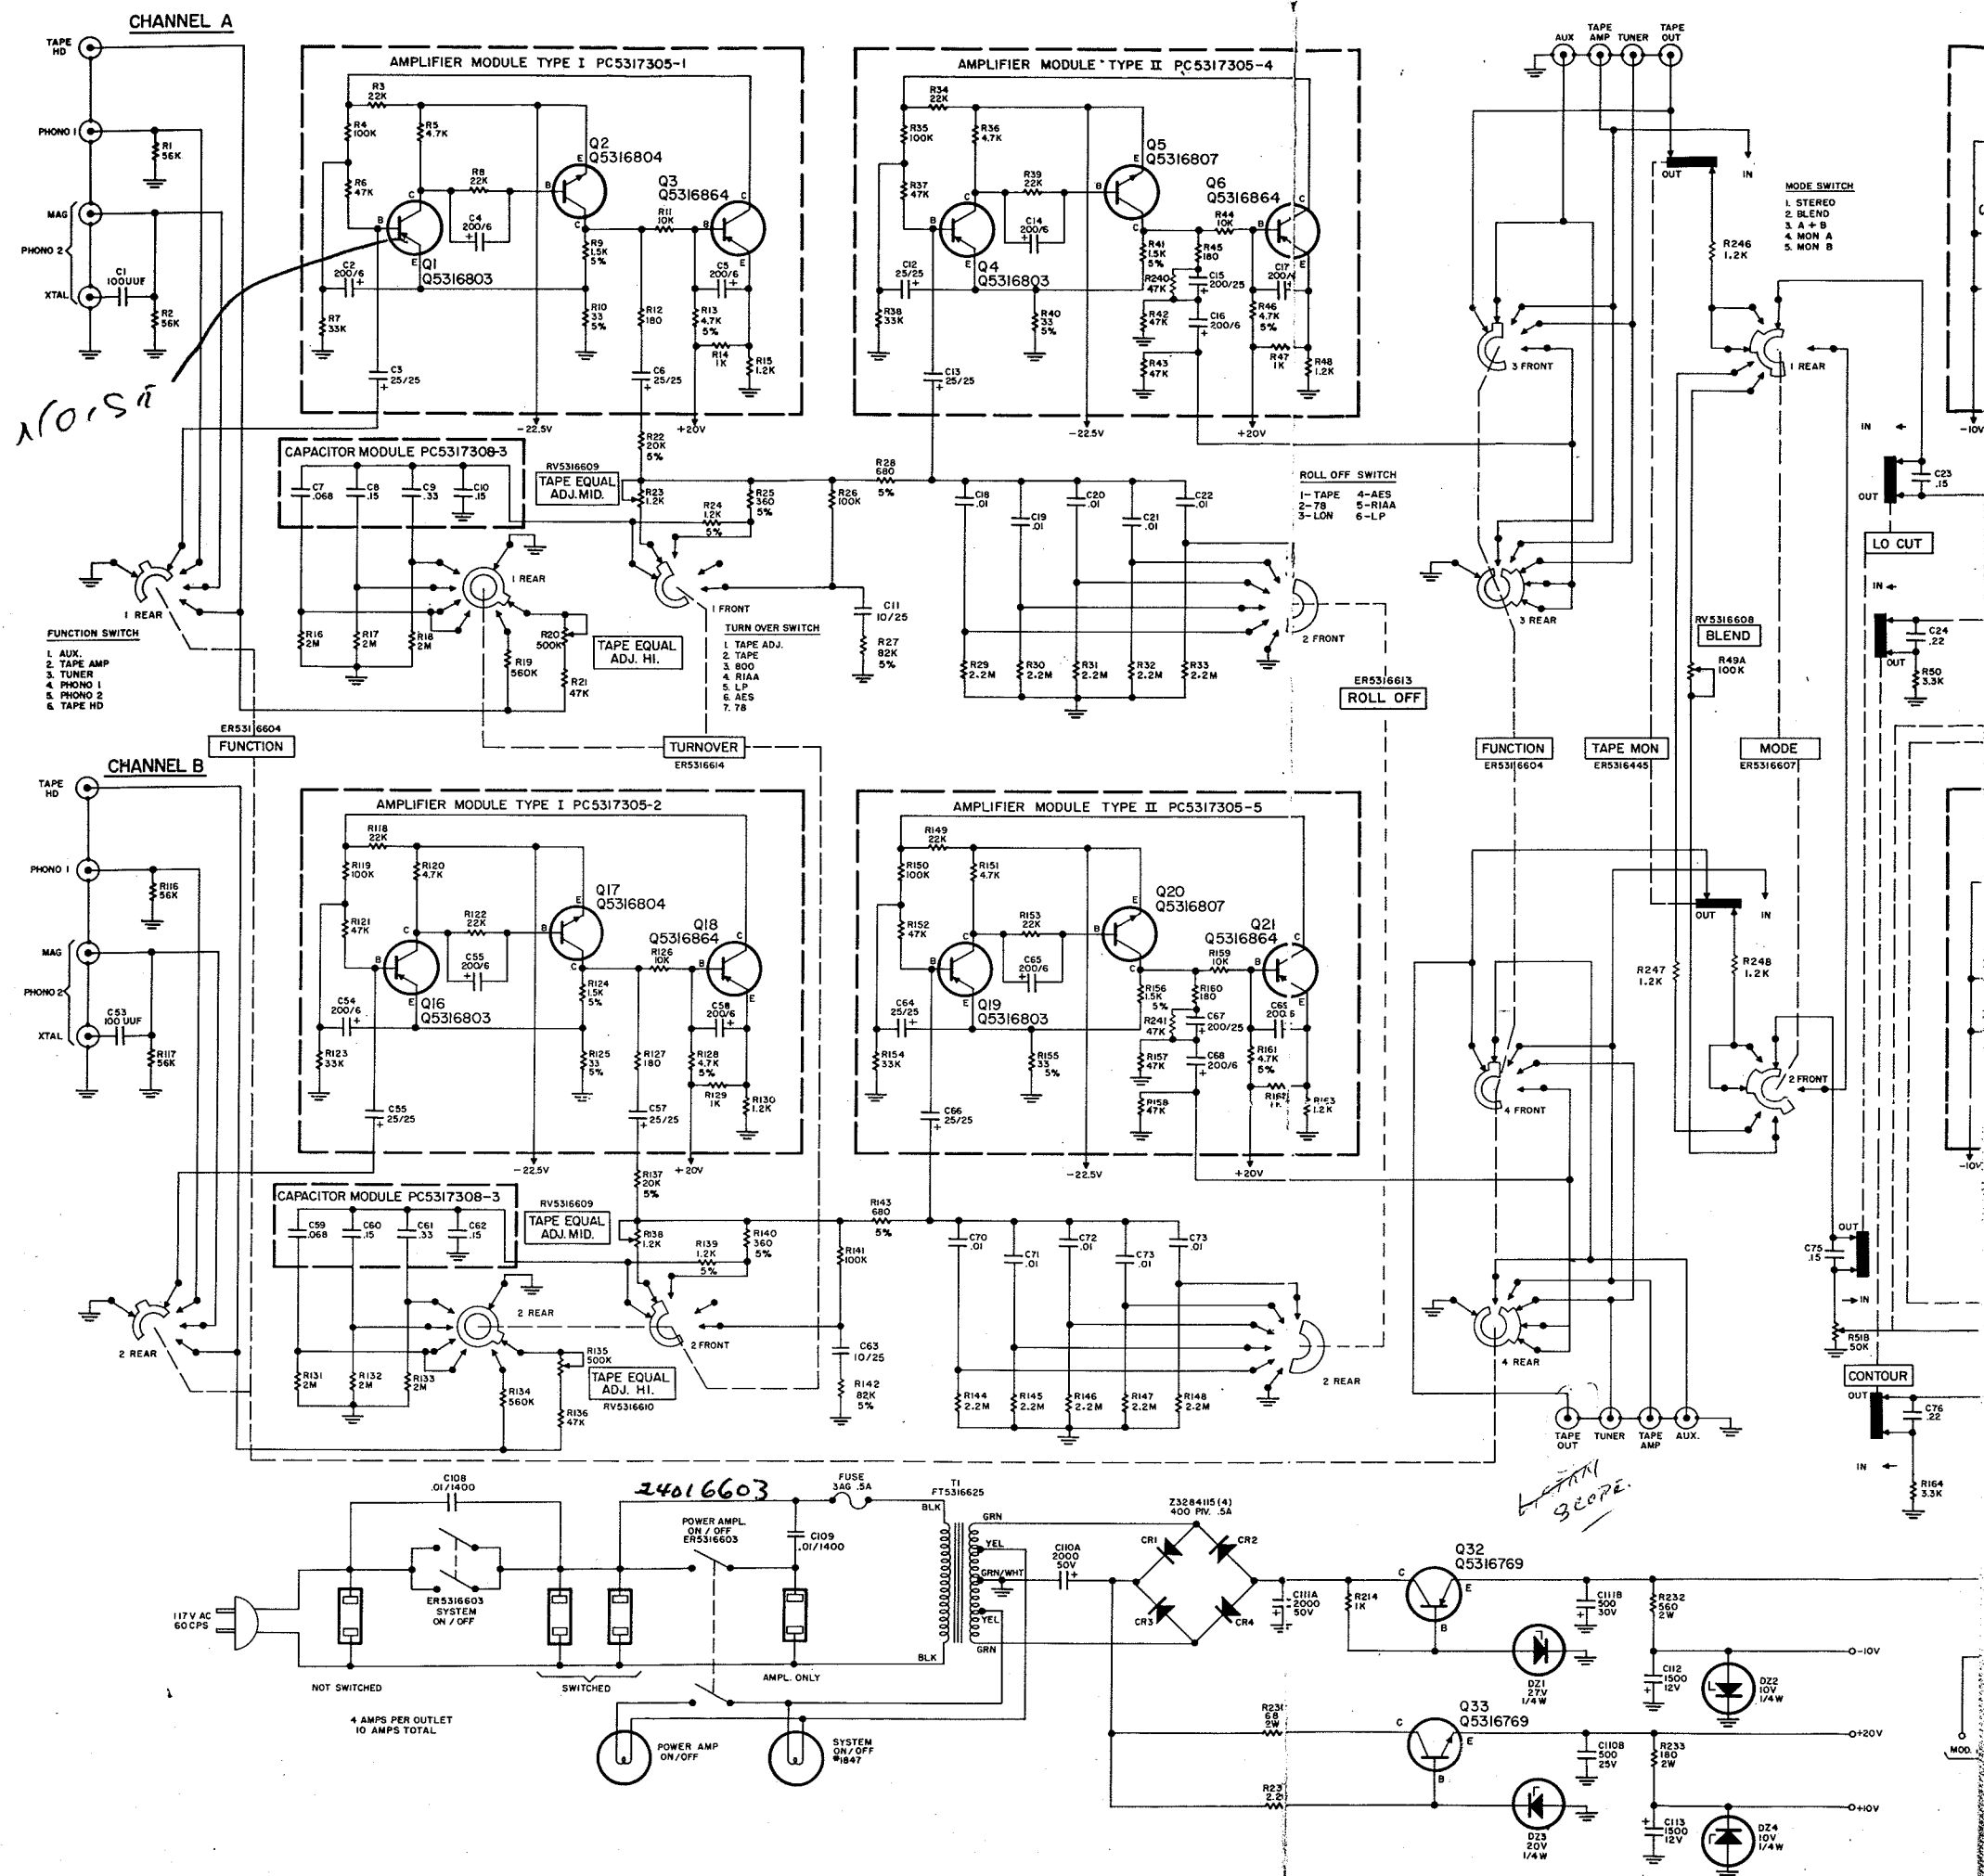 CHANNEL A
TAPE HD
PHONO 1
MAG
PHONO 2
XTAL
R1 56K
C1 100UUF
R2 56K
AMPLIFIER MODULE TYPE I PC5317305-1
R3 22K
R4 100K
R5 4.7K
R6 47K
R8 22K
C4 200/6
Q2 Q5316804
Q3 Q5316864
R11 10K
R9 1.5K 5%
C2 200/6
Q1 Q5316803
C5 200/6
R7 33K
R10 33 5%
R12 180
R13 4.7K 5%
R14 1K
R15 1.2K
C3 25/25
C6 25/25
-22.5V
+20V
AMPLIFIER MODULE TYPE II PC5317305-4
R34 22K
R35 100K
R36 4.7K
R37 47K
R39 22K
C14 200/6
Q5 Q5316807
Q6 Q5316864
R44 10K
R41 1.5K 5%
R45 180
C12 25/25
Q4 Q5316803
R240 47K
C15 200/25
C17
R38 33K
R40 33 5%
R42 47K
C16 200/6
R46 4.7K 5%
R43 47K
R47 1K
R48 1.2K
C13 25/25
-22.5V
+20V
AUX
TAPE AMP
TUNER
TAPE OUT
OUT
IN
MODE SWITCH
1. STEREO
2. BLEND
3. A + B
4. MON A
5. MON B
R246 1.2K
3 FRONT
1 REAR
IN
OUT
C23 .15
-10V
LO CUT
CAPACITOR MODULE PC5317308-3
C7 .068
C8 .15
C9 .33
C10 .15
R22 20K 5%
RV5316609
TAPE EQUAL ADJ. MID.
R23 1.2K
R24 1.2K 5%
R25 360 5%
R26 100K
R28 680 5%
C18 .01
C19 .01
C20 .01
C21 .01
C22 .01
ROLL OFF SWITCH
1-TAPE 4-AES
2-78 5-RIAA
3-LON 6-LP
1 REAR
1 REAR
1 FRONT
2 FRONT
3 REAR
FUNCTION SWITCH
1. AUX.
2. TAPE AMP
3. TUNER
4. PHONO 1
5. PHONO 2
6. TAPE HD
R16 2M
R17 2M
R18 2M
R19 560K
R20 500K
R21 47K
TAPE EQUAL ADJ. HI.
TURN OVER SWITCH
1. TAPE ADJ.
2. TAPE
3. 800
4. RIAA
5. LP
6. AES
7. 78
C11 10/25
R27 82K 5%
R29 2.2M
R30 2.2M
R31 2.2M
R32 2.2M
R33 2.2M
ER5316613
ROLL OFF
RV5316608
BLEND
R49A 100K
IN
OUT
C24 .22
R50 3.3K
ER5316604
FUNCTION
TURNOVER
ER5316614
FUNCTION
ER5316604
TAPE MON
ER5316445
MODE
ER5316607
CHANNEL B
TAPE HD
PHONO 1
MAG
PHONO 2
XTAL
R116 56K
C53 100 UUF
R117 56K
AMPLIFIER MODULE TYPE I PC5317305-2
R118 22K
R119 100K
R120 4.7K
R121 47K
R122 22K
C55 200/6
Q17 Q5316804
Q18 Q5316864
R126 10K
R124 1.5K 5%
C54 200/6
Q16 Q5316803
C58 200/6
R123 33K
R125 33 5%
R127 180
R128 4.7K 5%
R129 1K
R130 1.2K
C55 25/25
C57 25/25
-22.5V
+20V
AMPLIFIER MODULE TYPE II PC5317305-5
R149 22K
R150 100K
R151 4.7K
R152 47K
R153 22K
C65 200/6
Q20 Q5316807
Q21 Q5316864
R159 10K
R156 1.5K 5%
R160 180
C64 25/25
Q19 Q5316803
R241 47K
C67 200/25
C65
R154 33K
R155 33 5%
R157 47K
C68 200/6
R161 4.7K 5%
R158 47K
1.2K
C66 25/25
-22.5V
+20V
OUT
IN
R247 1.2K
R248 1.2K
4 FRONT
2 FRONT
-10V
CAPACITOR MODULE PC5317308-3
C59 .068
C60 .15
C61 .33
C62 .15
R137 20K 5%
RV5316609
TAPE EQUAL ADJ. MID.
R138 1.2K
R139 1.2K 5%
R140 360 5%
R141 100K
R143 680 5%
C70 .01
C71 .01
C72 .01
C73 .01
C73 .01
OUT
C75 .15
IN
R51B 50K
2 REAR
2 REAR
2 FRONT
2 REAR
4 REAR
R131 2M
R132 2M
R133 2M
R134 560K
R135 500K
R136 47K
TAPE EQUAL ADJ. HI.
RV5316610
C63 10/25
R142 82K 5%
R144 2.2M
R145 2.2M
R146 2.2M
R147 2.2M
R148 2.2M
TAPE OUT
TUNER
TAPE AMP
AUX.
CONTOUR
OUT
C76 .22
IN
R164 3.3K
SCOPE.
C108 .01/1400
24016603
FUSE 3AG .5A
T1 FT5316625
BLK
GRN
YEL
GRN/WHT
YEL
GRN
BLK
POWER AMPL. ON / OFF ER5316603
C109 .01/1400
C110A 2000 50V
Z3284115(4) 400 PIV. .5A
CR1
CR2
CR3
CR4
C111A 2000 50V
R214 1K
Q32 Q5316769
C
E
B
C111B 500 30V
R232 560 2W
117 V AC 60 CPS
ER5316603 SYSTEM ON / OFF
NOT SWITCHED
SWITCHED
AMPL. ONLY
4 AMPS PER OUTLET
10 AMPS TOTAL
POWER AMP ON/OFF
SYSTEM ON/OFF #1847
DZ1 27V 1/4 W
-10V
C112 1500 12V
DZ2 10V 1/4W
68 2W
Q33 Q5316769
C
E
B
C110B 500 25V
R233 180 2W
+20V
DZ3 20V 1/4 W
C113 1500 12V
DZ4 10V 1/4W
+10V
MOD.